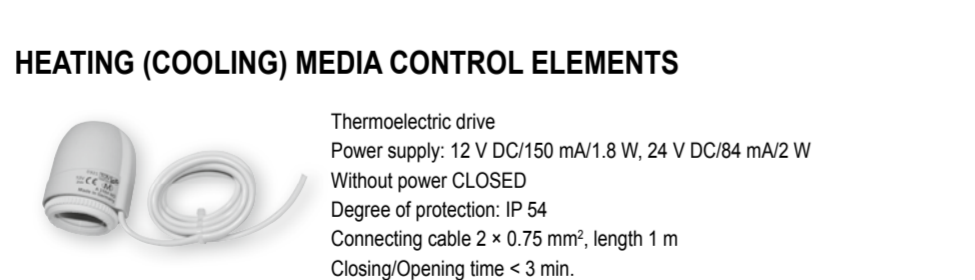 HEATING (COOLING) MEDIA CONTROL ELEMENTS
Thermoelectric drive
Power supply: 12 V DC/150 mA/1.8 W, 24 V DC/84 mA/2 W
Without power CLOSED
Degree of protection: IP 54
Connecting cable 2 × 0.75 mm², length 1 m
Closing/Opening time < 3 min.